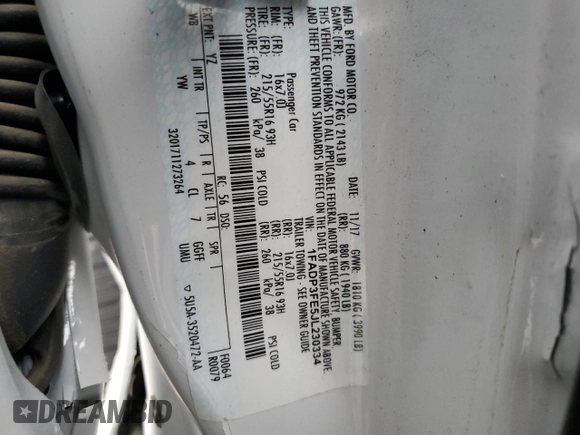 MFD. BY FORD MOTOR CO.
DATE: 11/17 GVWR: 1810 KG ( 3990 LB)
GAWR: (FR): 972 KG ( 2143 LB) (RR): 880 KG ( 1940 LB)
THIS VEHICLE CONFORMS TO ALL APPLICABLE FEDERAL MOTOR VEHICLE SAFETY, BUMPER,
AND THEFT PREVENTION STANDARDS IN EFFECT ON THE DATE OF MANUFACTURE SHOWN ABOVE.
VIN: 1FADP3FE5JL230334
TYPE: Passenger Car TRAILER TOWING - SEE OWNER GUIDE
RIM: (FR): 16x7.0J (RR): 16x7.0J
TIRE (FR): 215/55R16 93H (RR): 215/55R16 93H
PRESSURE: (FR): 260 kPa/ 38 PSI COLD (RR): 260 kPa/ 38 PSI COLD
EXT PNT: YZ RC: 56 DSO: F0064
WB INT TR TP/PS R AXLE TR SPR R0079
YW 4 CL 7 GGFF
UMU
3201711273264 ▽ 5U5A-3520472-AA
DREAMBID